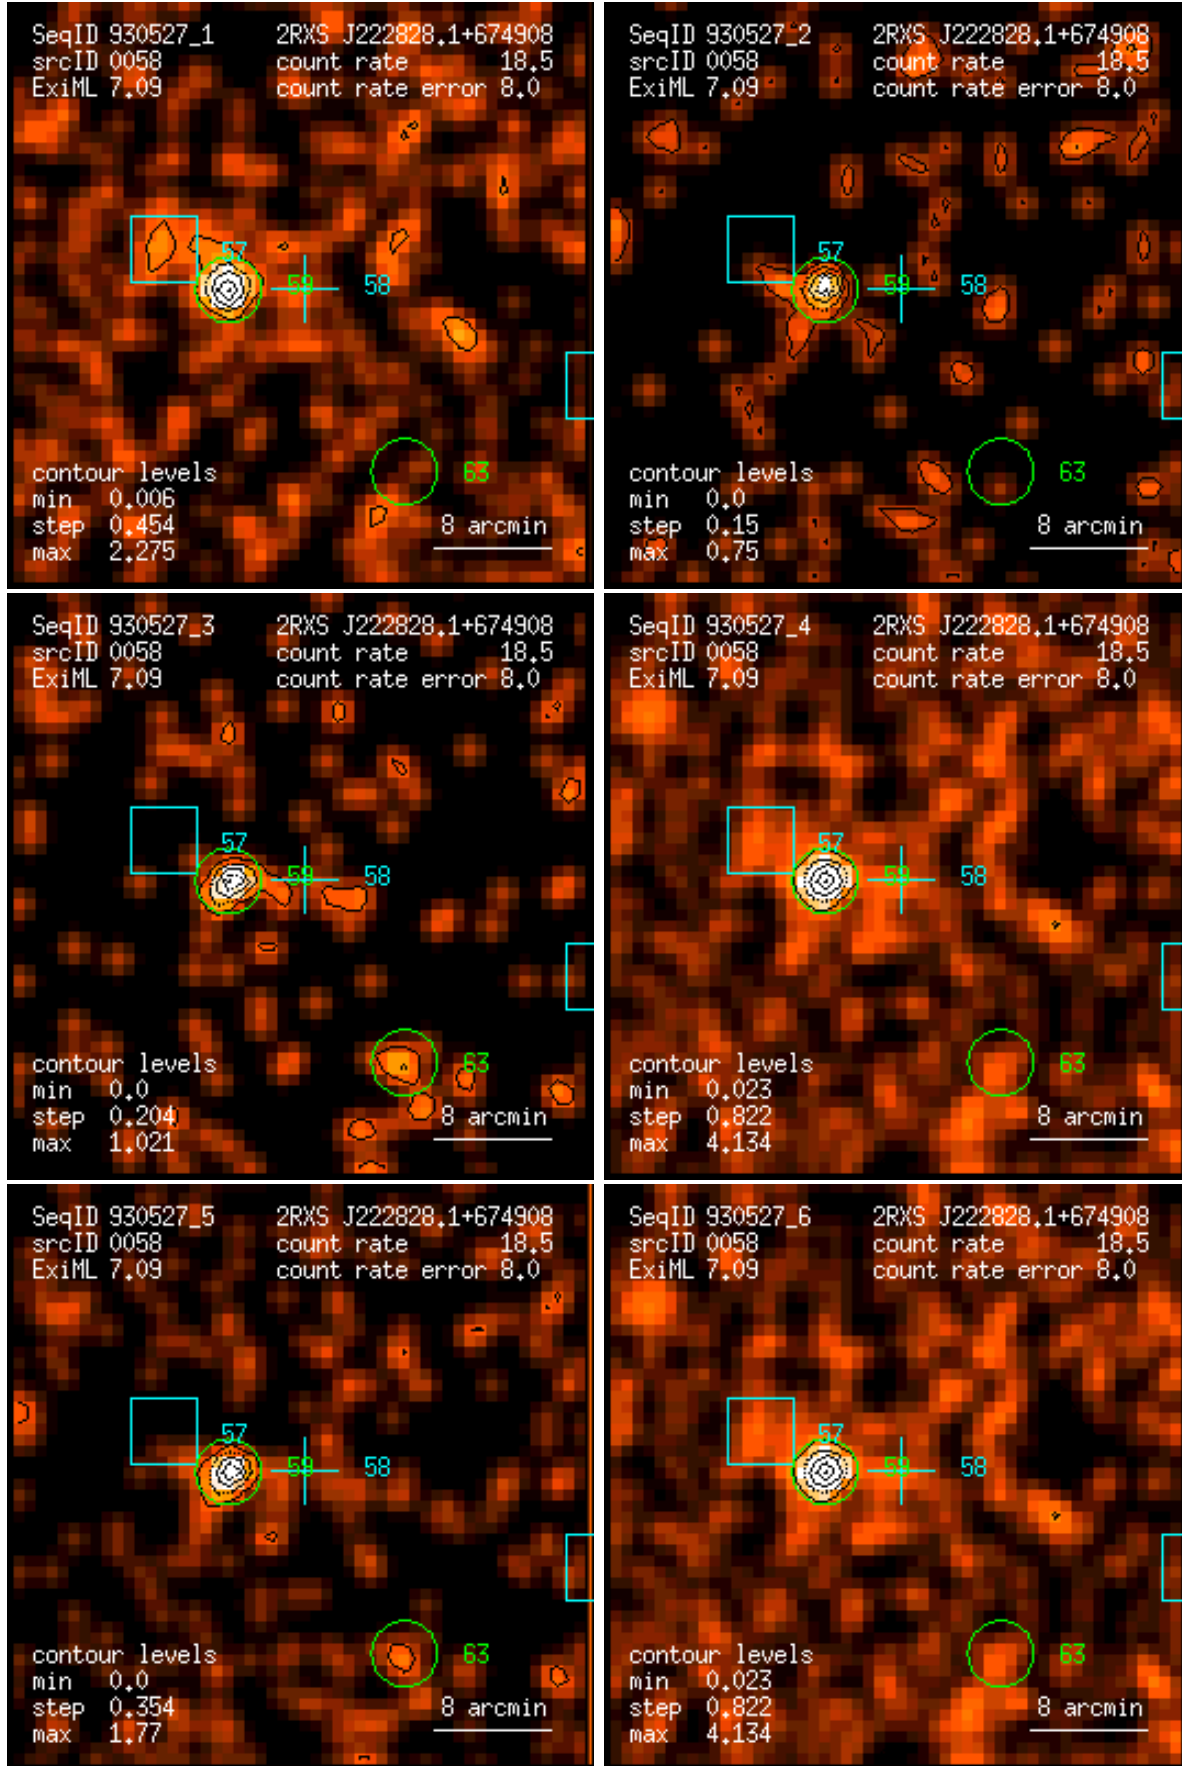 SeqID 930527_1 2RXS J222828.1+674908
srcID 0058 count rate 18.5
ExiML 7.09 count rate error 8.0
57
59 58
63
contour levels
min 0.006
step 0.454 8 arcmin
max 2.275
SeqID 930527_2 2RXS J222828.1+674908
srcID 0058 count rate 18.5
ExiML 7.09 count rate error 8.0
57
59 58
contour levels 63
min 0.0
step 0.15 8 arcmin
max 0.75
SeqID 930527_3 2RXS J222828.1+674908
srcID 0058 count rate 18.5
ExiML 7.09 count rate error 8.0
57
59 58
contour levels 63
min 0.0
step 0.204 8 arcmin
max 1.021
SeqID 930527_4 2RXS J222828.1+674908
srcID 0058 count rate 18.5
ExiML 7.09 count rate error 8.0
57
59 58
contour levels 63
min 0.023
step 0.822 8 arcmin
max 4.134
SeqID 930527_5 2RXS J222828.1+674908
srcID 0058 count rate 18.5
ExiML 7.09 count rate error 8.0
57
59 58
contour levels 63
min 0.0
step 0.354 8 arcmin
max 1.77
SeqID 930527_6 2RXS J222828.1+674908
srcID 0058 count rate 18.5
ExiML 7.09 count rate error 8.0
57
59 58
contour levels 63
min 0.023
step 0.822 8 arcmin
max 4.134